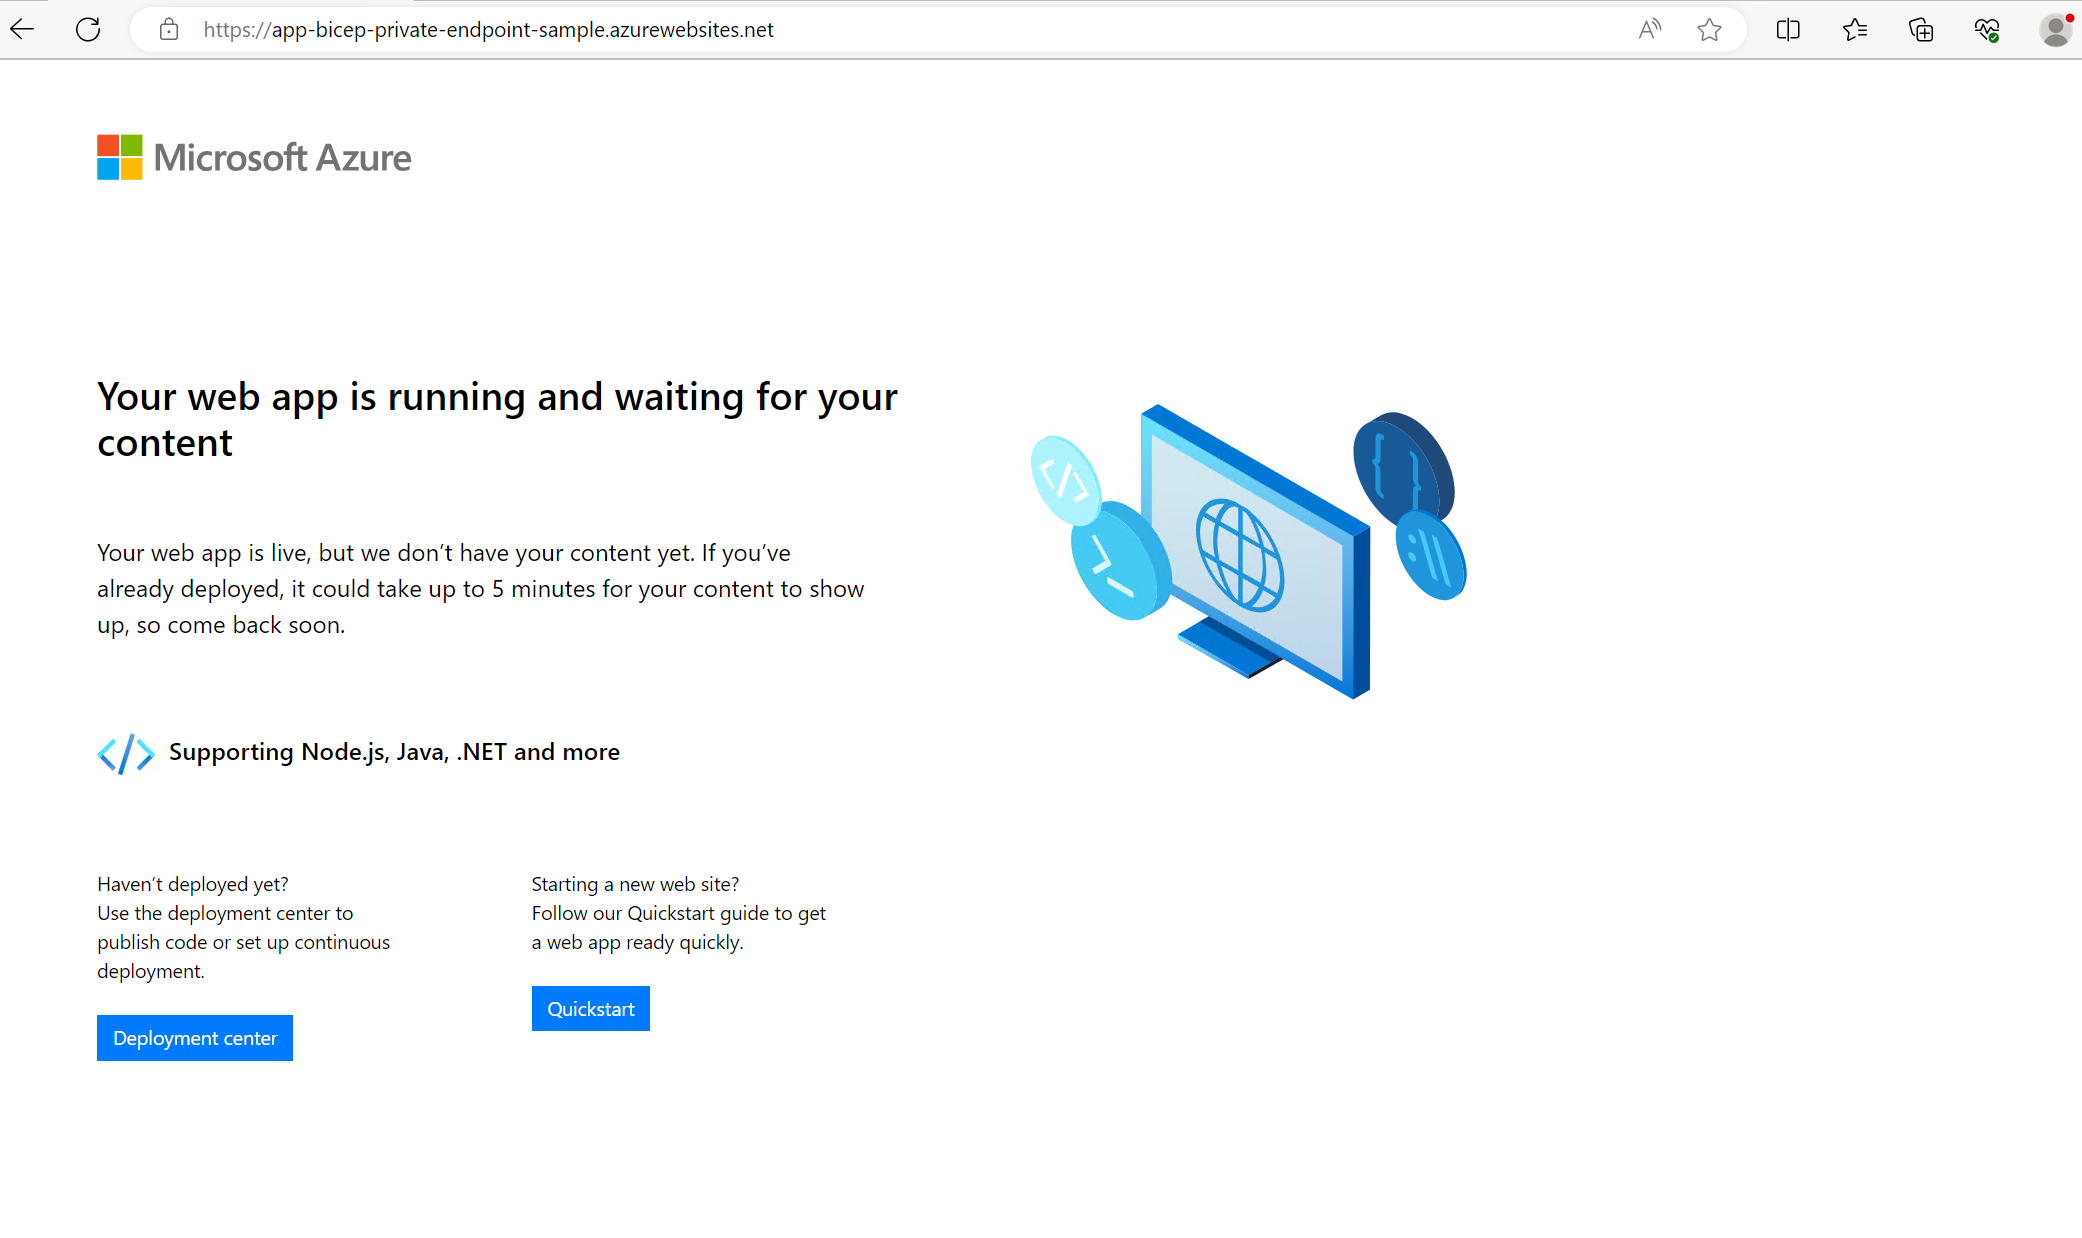 https://app-bicep-private-endpoint-sample.azurewebsites.net
Microsoft Azure
Your web app is running and waiting for your
content
Your web app is live, but we don’t have your content yet. If you’ve
already deployed, it could take up to 5 minutes for your content to show
up, so come back soon.
Supporting Node.js, Java, .NET and more
Haven’t deployed yet?
Use the deployment center to
publish code or set up continuous
deployment.
Deployment center
Starting a new web site?
Follow our Quickstart guide to get
a web app ready quickly.
Quickstart